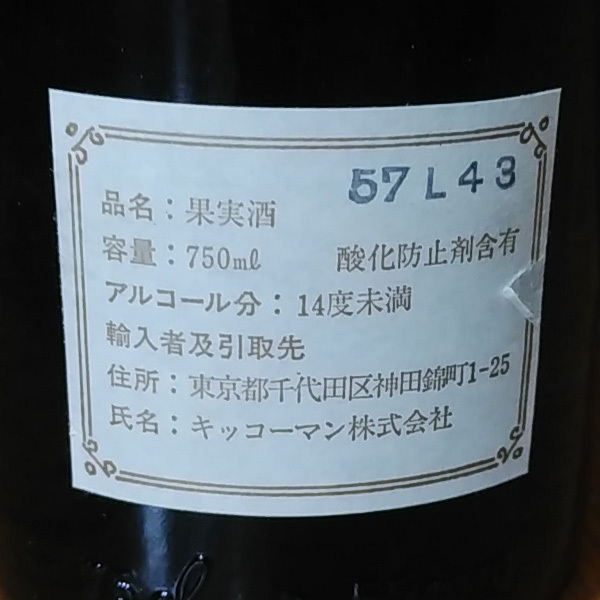 57L43
品名：果実酒
容量：750ml 酸化防止剤含有
アルコール分：14度未満
輸入者及引取先
住所：東京都千代田区神田錦町1-25
氏名：キッコーマン株式会社